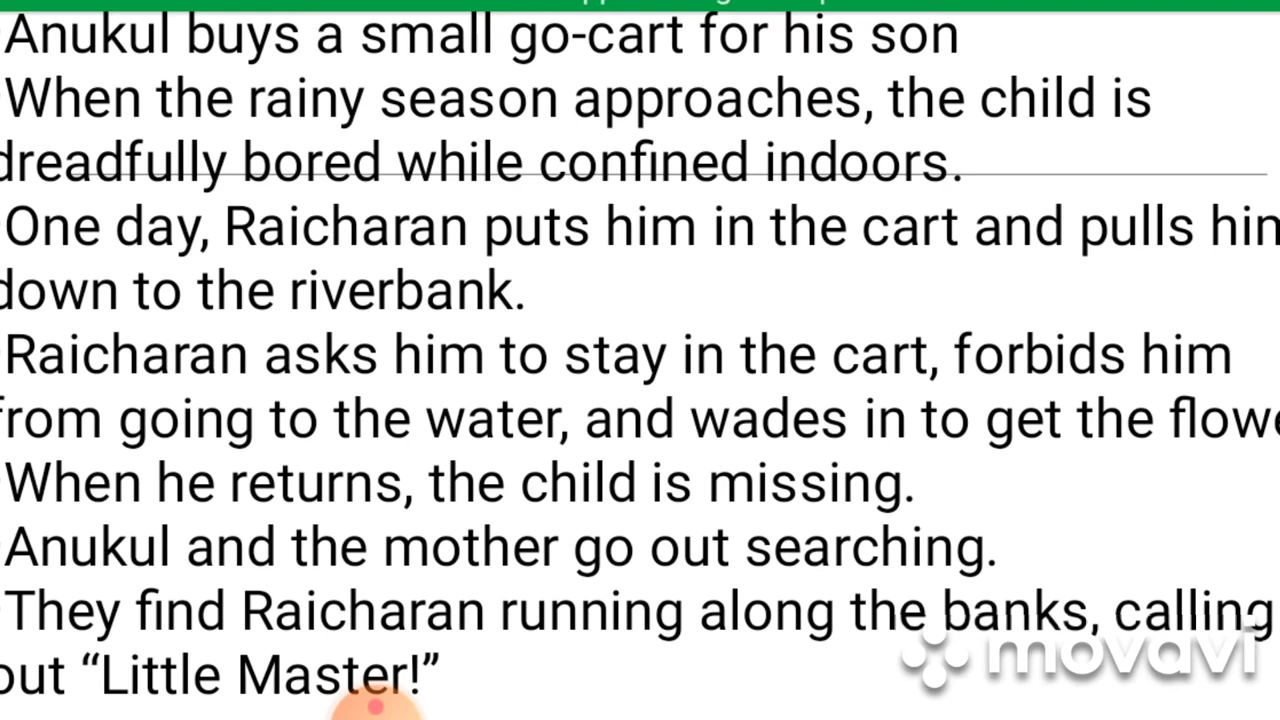 Anukul buys a small go-cart for his son
When the rainy season approaches, the child is
dreadfully bored while confined indoors.
One day, Raicharan puts him in the cart and pulls him
down to the riverbank.
Raicharan asks him to stay in the cart, forbids him
from going to the water, and wades in to get the flowe
When he returns, the child is missing.
Anukul and the mother go out searching.
They find Raicharan running along the banks, calling
out “Little Master!”
movavi